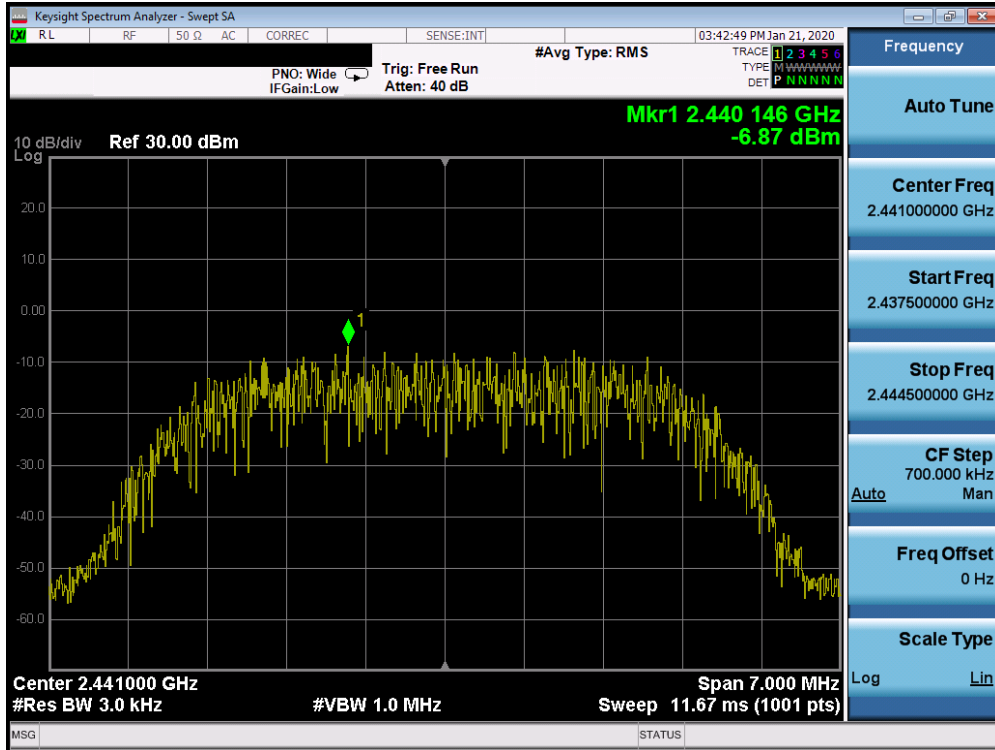 Keysight Spectrum Analyzer - Swept SA
LXI RL RF 50 Ω AC CORREC SENSE:INT 03:42:49 PM Jan 21, 2020
#Avg Type: RMS TRACE 1 2 3 4 5 6
PNO: Wide Trig: Free Run TYPE M W W W W W
IFGain:Low Atten: 40 dB DET P N N N N N
Mkr1 2.440 146 GHz
-6.87 dBm
10 dB/div Ref 30.00 dBm
Log
20.0
10.0
0.00
1
-10.0
-20.0
-30.0
-40.0
-50.0
-60.0
Center 2.441000 GHz Span 7.000 MHz
#Res BW 3.0 kHz #VBW 1.0 MHz Sweep 11.67 ms (1001 pts)
MSG STATUS
Frequency
Auto Tune
Center Freq
2.441000000 GHz
Start Freq
2.437500000 GHz
Stop Freq
2.444500000 GHz
CF Step
700.000 kHz
Auto Man
Freq Offset
0 Hz
Scale Type
Log Lin